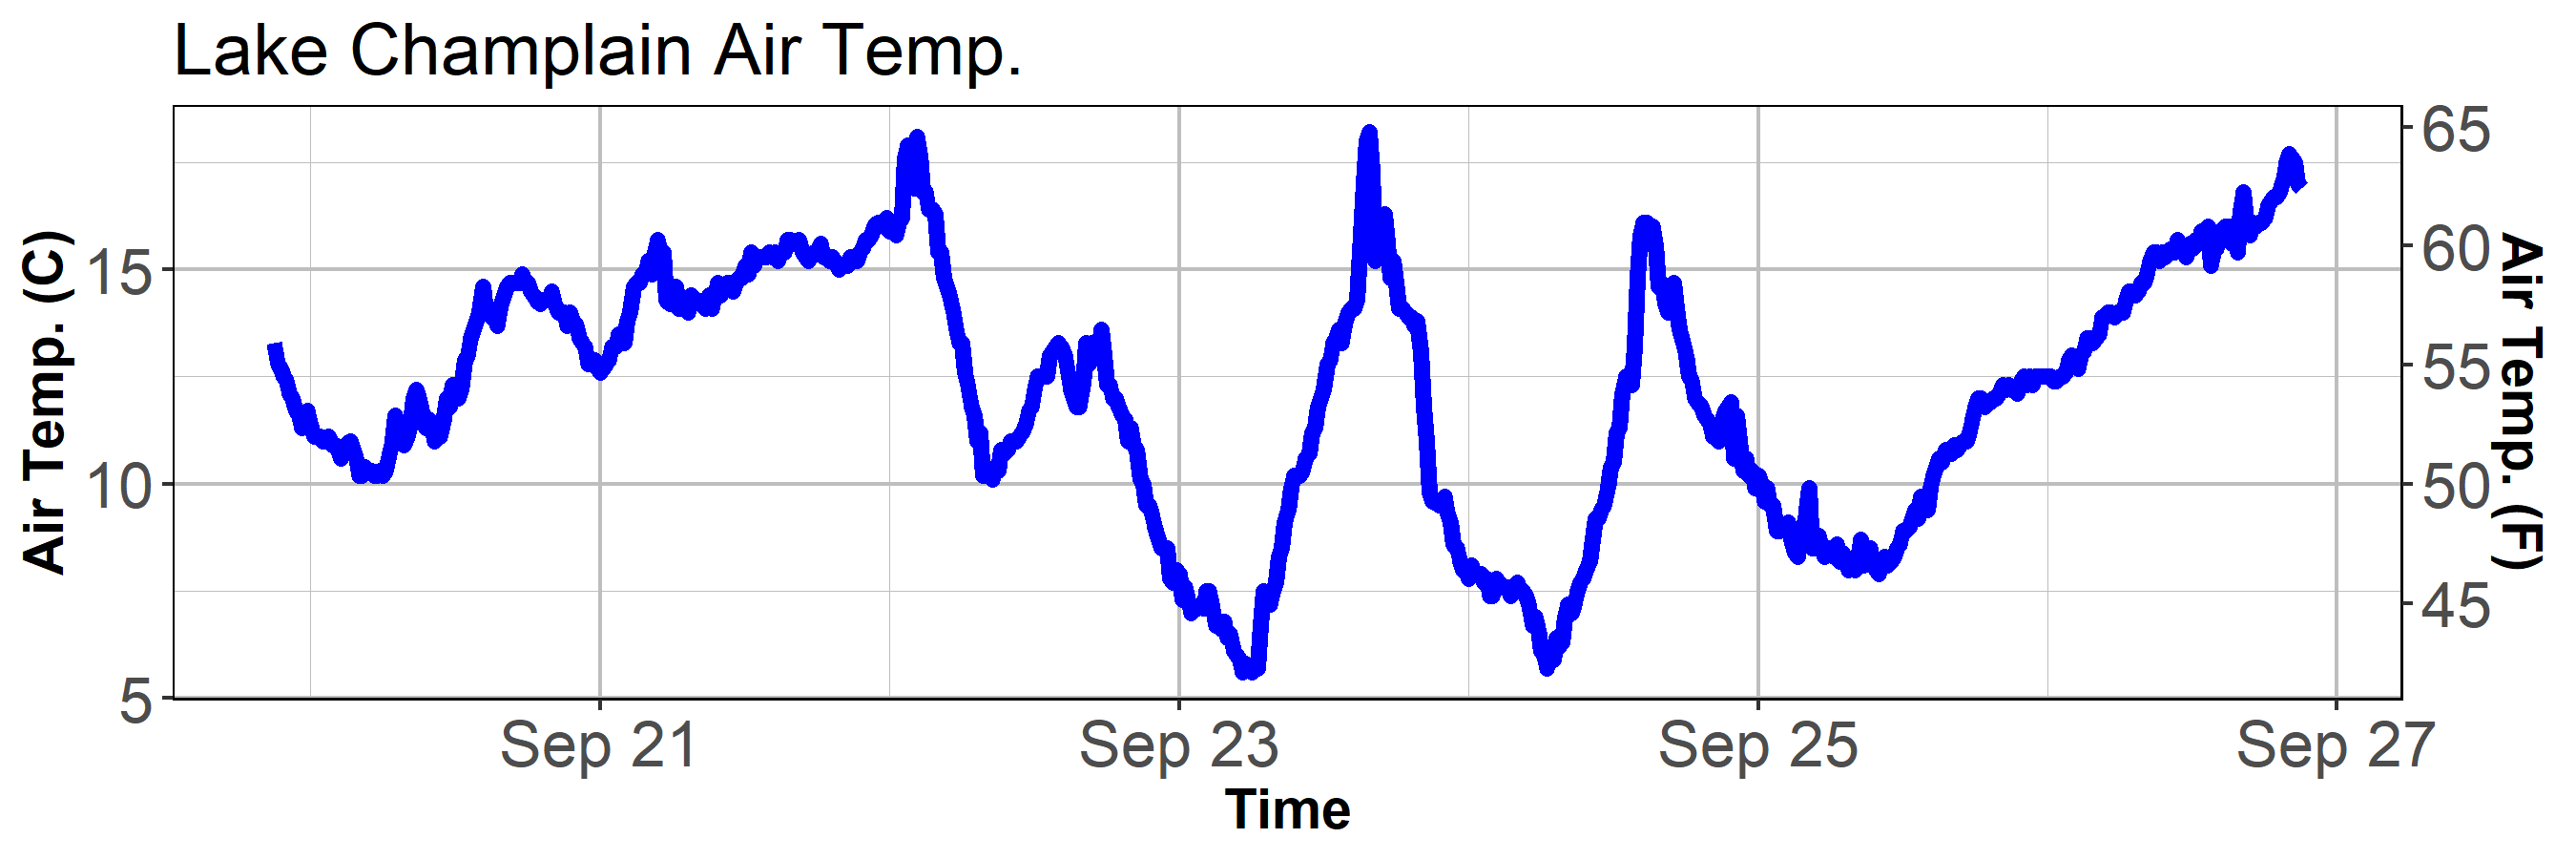 Lake Champlain Air Temp.
Air Temp. (C)
15
10
5
65
60
55
50
45
Air Temp. (F)
Sep 21 Sep 23 Sep 25 Sep 27
Time